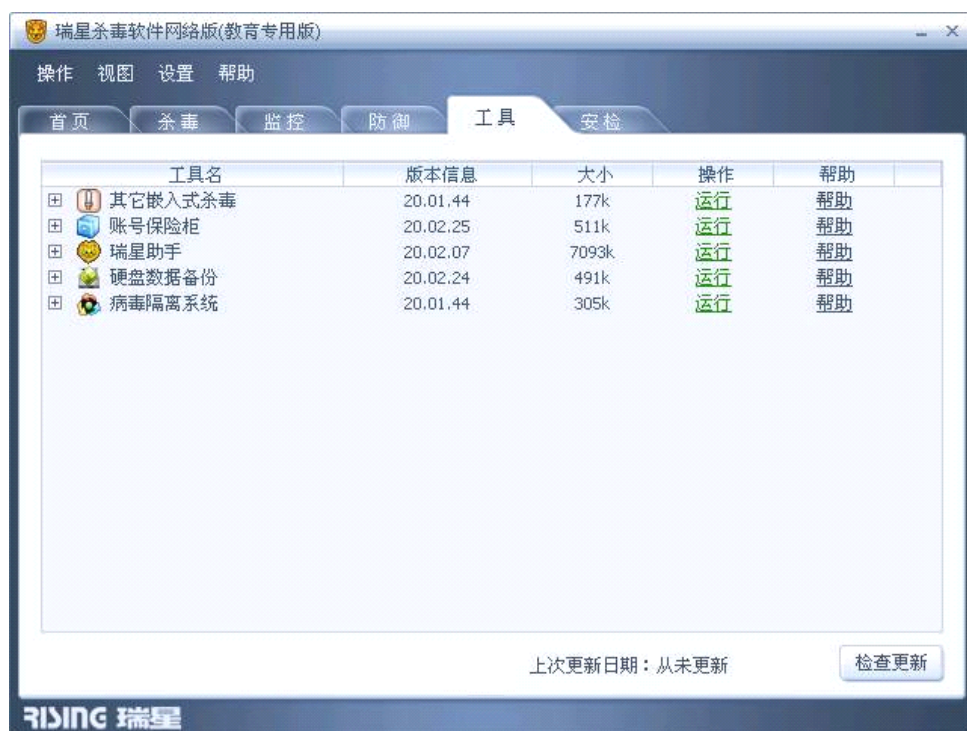 瑞星杀毒软件网络版(教育专用版)
操作 视图 设置 帮助
首页 杀毒 监控 防御 工具 安检
工具名 版本信息 大小 操作 帮助
其它嵌入式杀毒 20.01.44 177k 运行 帮助
账号保险柜 20.02.25 511k 运行 帮助
瑞星助手 20.02.07 7093k 运行 帮助
硬盘数据备份 20.02.24 491k 运行 帮助
病毒隔离系统 20.01.44 305k 运行 帮助
上次更新日期：从未更新 检查更新
RISING 瑞星